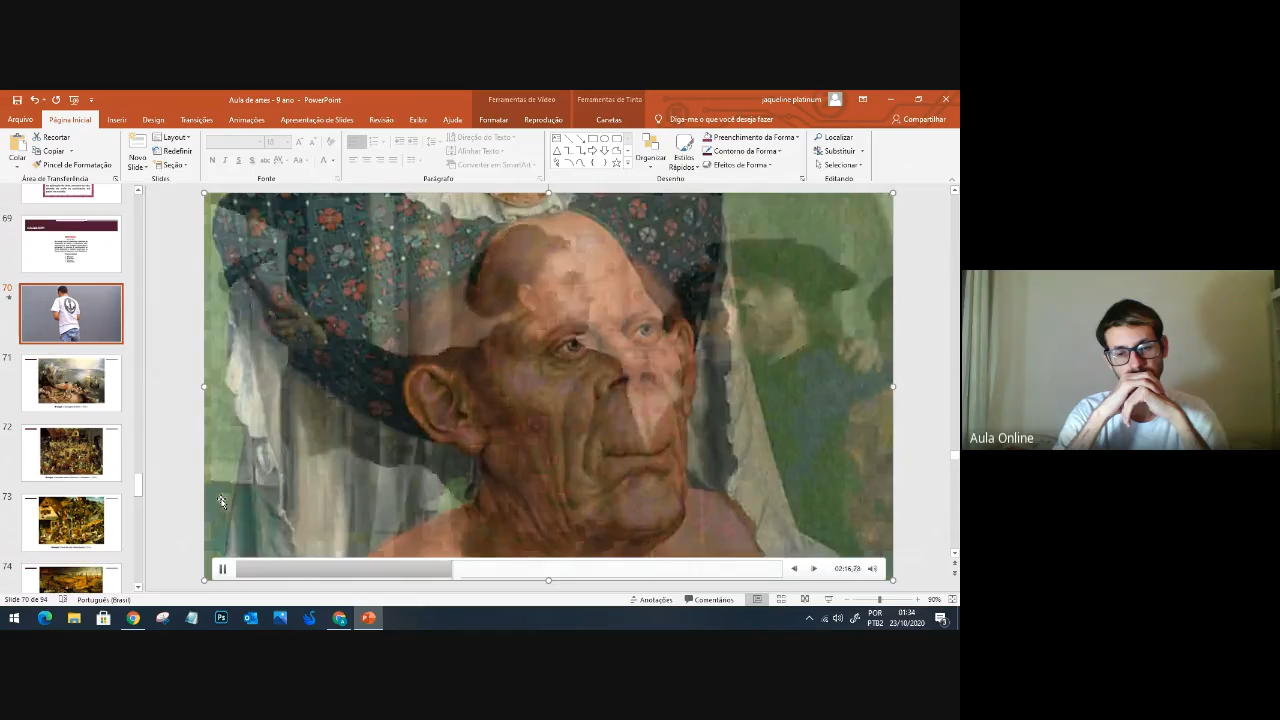 Aula de artes - 9 ano - PowerPoint
Ferramentas de Vídeo
Ferramentas de Tinta
jaqueline platinum
Arquivo
Página Inicial
Inserir
Design
Transições
Animações
Apresentação de Slides
Revisão
Exibir
Ajuda
Formatar
Reprodução
Canetas
Diga-me o que você deseja fazer
Compartilhar
Colar
Recortar
Copiar
Pincel de Formatação
Área de Transferência
Novo
Slide
Layout
Redefinir
Seção
Slides
18
N I S S abc AV Aa A
Fonte
Direção do Texto
Alinhar Texto
Converter em SmartArt
Parágrafo
Organizar
Estilos
Rápidos
Preenchimento da Forma
Contorno da Forma
Efeitos de Forma
Desenho
Localizar
Substituir
Selecionar
Editando
69
70
71
72
73
74
02:16,73
Aula Online
Slide 70 de 94
Português (Brasil)
Anotações
Comentários
90%
Ps
POR
PTB2
01:34
23/10/2020